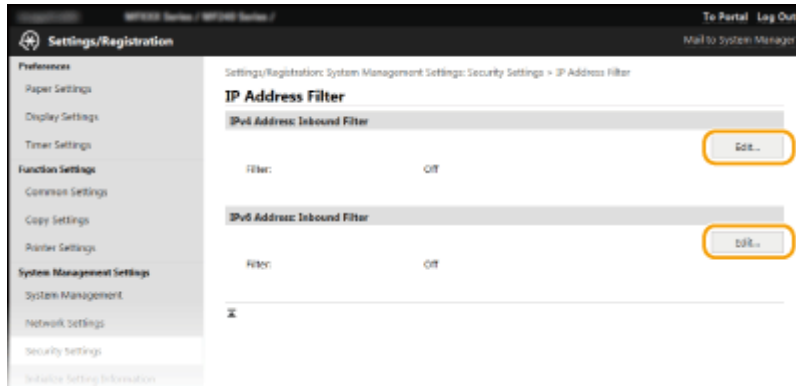 To Portal Log Out
Settings/Registration
Mail to System Manager
Preferences
Paper Settings
Display Settings
Timer Settings
Function Settings
Common Settings
Copy Settings
Printer Settings
System Management Settings
System Management
Network Settings
Security Settings
Initialize Setting Information
Settings/Registration: System Management Settings: Security Settings > IP Address Filter
IP Address Filter
IPv4 Address: Inbound Filter
Edit...
Filter: Off
IPv6 Address: Inbound Filter
Edit...
Filter: Off